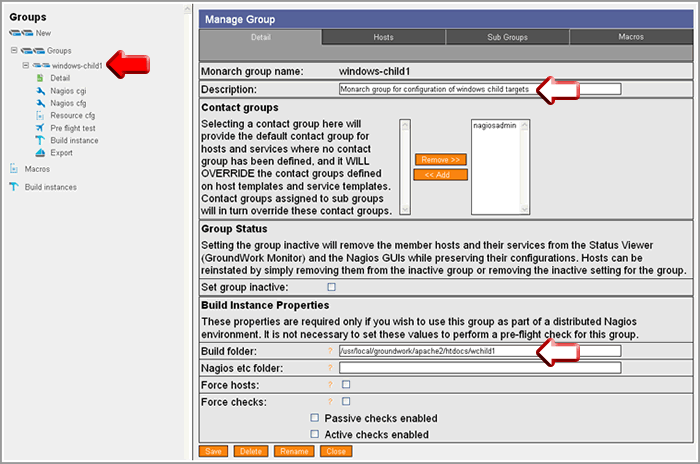 Groups
New
Groups
windows-child1
Detail
Nagios cgi
Nagios cfg
Resource cfg
Pre flight test
Build instance
Export
Macros
Build instances
Manage Group
Detail Hosts Sub Groups Macros
Monarch group name: windows-child1
Description: Monarch group for configuration of windows child targets
Contact groups
Selecting a contact group here will
provide the default contact group for
hosts and services where no contact
group has been defined, and it WILL
OVERRIDE the contact groups defined
on host templates and service templates.
Contact groups assigned to sub groups
will in turn override these contact groups.
Remove >>
<< Add
nagiosadmin
Group Status
Setting the group inactive will remove the member hosts and their services from the Status Viewer
(GroundWork Monitor) and the Nagios GUIs while preserving their configurations. Hosts can be
reinstated by simply removing them from the inactive group or removing the inactive setting for the group.
Set group inactive:
Build Instance Properties
These properties are required only if you wish to use this group as part of a distributed Nagios
environment. It is not necessary to set these values to perform a pre-flight check for this group.
Build folder: ? /usr/local/groundwork/apache2/htdocs/wchild1
Nagios etc folder: ?
Force hosts: ?
Force checks: ?
Passive checks enabled
Active checks enabled
Save Delete Rename Close